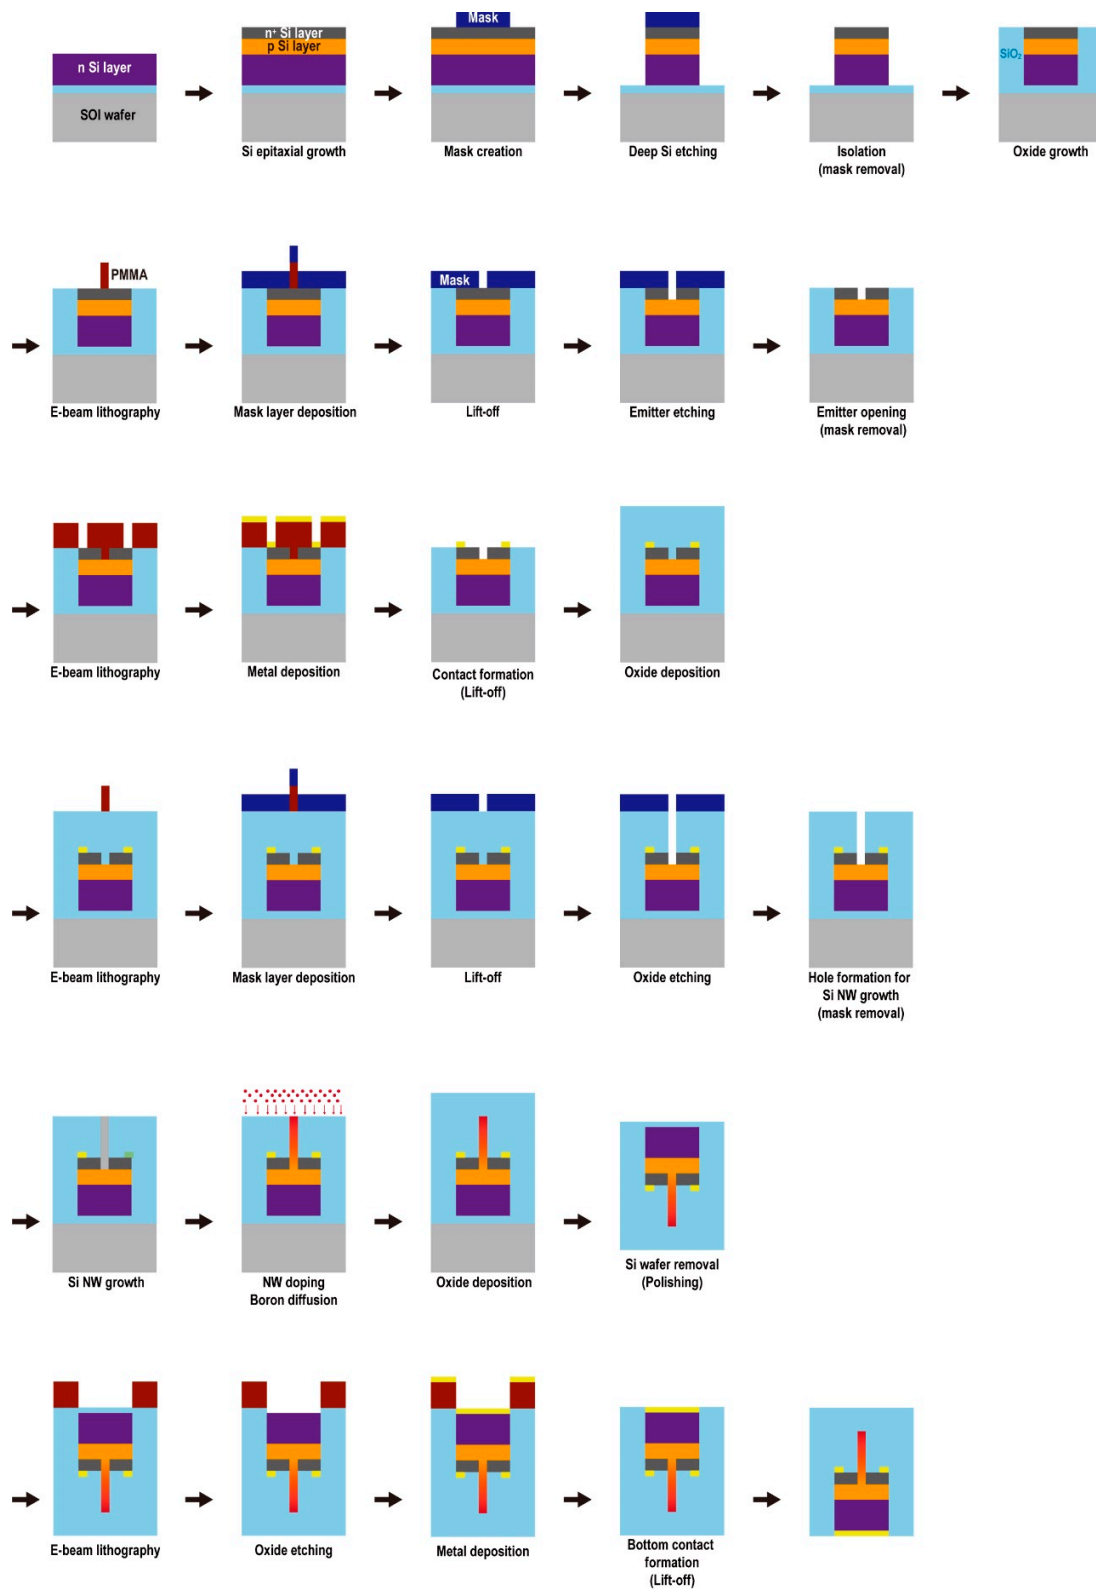 Mask
n⁺ Si layer
p Si layer
n Si layer
SiO₂
SOI wafer
Si epitaxial growth
Mask creation
Deep Si etching
Isolation
(mask removal)
Oxide growth
PMMA
Mask
E-beam lithography
Mask layer deposition
Lift-off
Emitter etching
Emitter opening
(mask removal)
E-beam lithography
Metal deposition
Contact formation
(Lift-off)
Oxide deposition
E-beam lithography
Mask layer deposition
Lift-off
Oxide etching
Hole formation for
Si NW growth
(mask removal)
Si NW growth
NW doping
Boron diffusion
Oxide deposition
Si wafer removal
(Polishing)
E-beam lithography
Oxide etching
Metal deposition
Bottom contact
formation
(Lift-off)